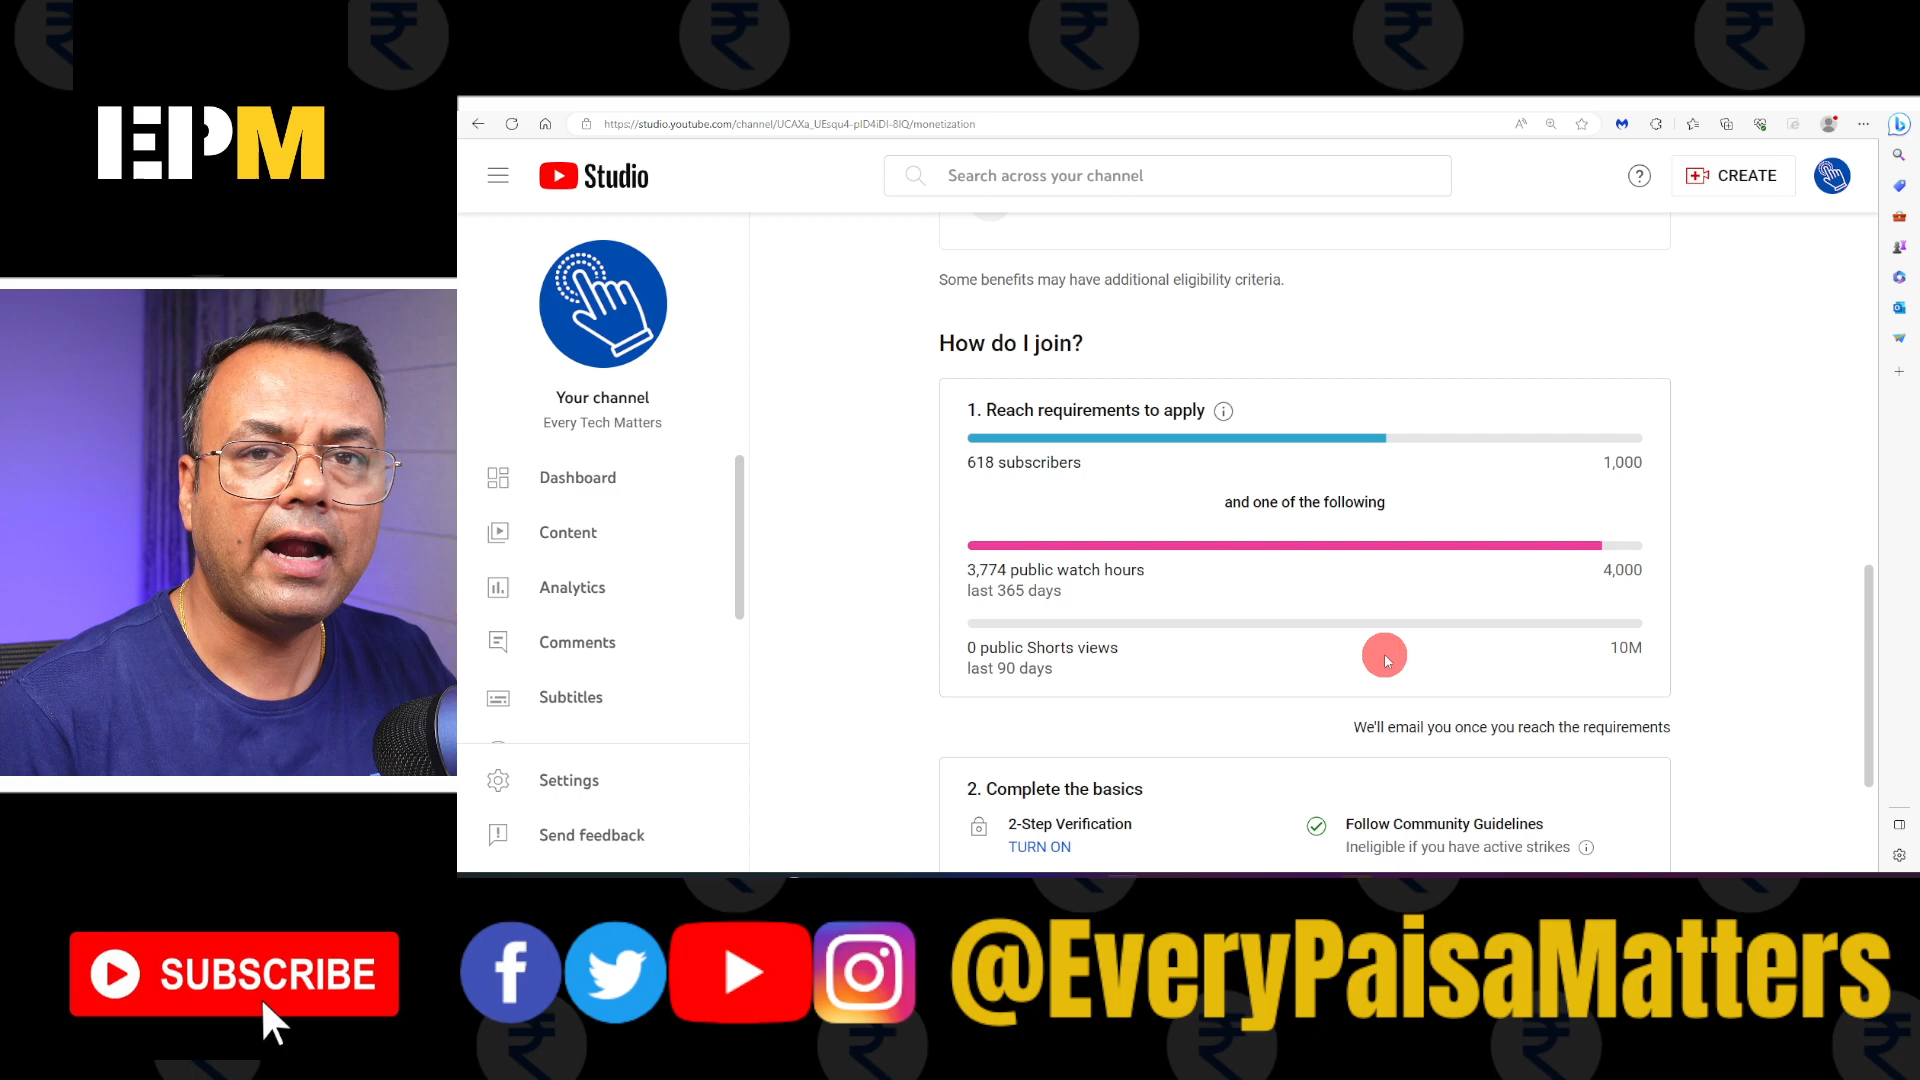 EPM
https://studio.youtube.com/channel/UCAXa_UEsqu4-pID4iDI-8IQ/monetization
Studio
Search across your channel
CREATE
Your channel
Every Tech Matters
Dashboard
Content
Analytics
Comments
Subtitles
Settings
Send feedback
Some benefits may have additional eligibility criteria.
How do I join?
1. Reach requirements to apply
618 subscribers
1,000
and one of the following
3,774 public watch hours
4,000
last 365 days
0 public Shorts views
10M
last 90 days
We'll email you once you reach the requirements
2. Complete the basics
2-Step Verification
TURN ON
Follow Community Guidelines
Ineligible if you have active strikes
SUBSCRIBE
@EveryPaisaMatters